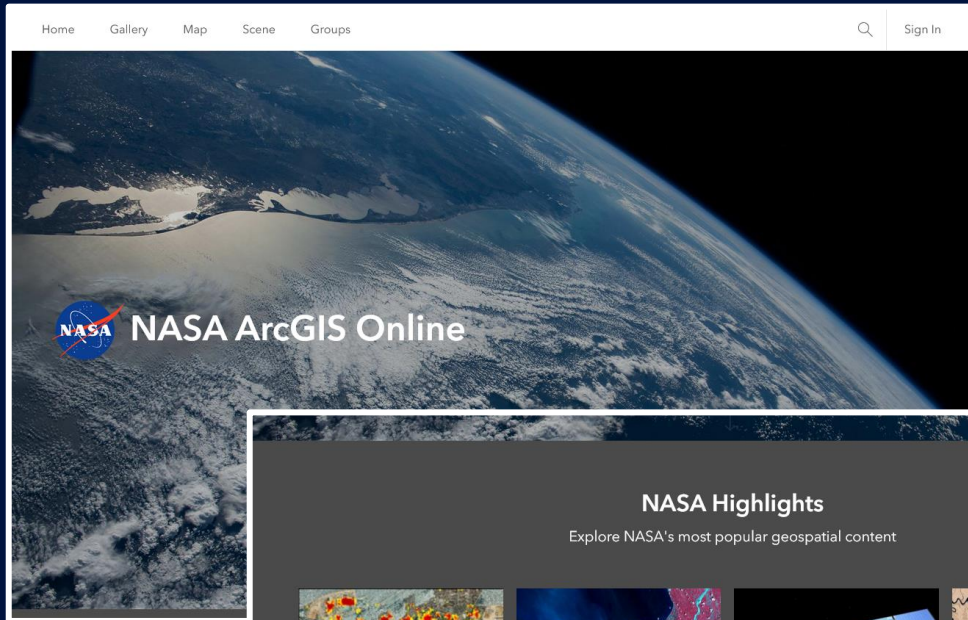 Home Gallery Map Scene Groups Sign In
NASA NASA ArcGIS Online
NASA Highlights
Explore NASA's most popular geospatial content